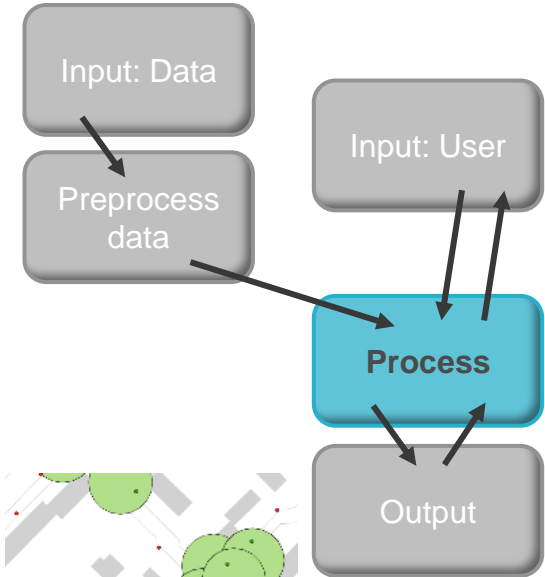 Input: Data
Input: User
Preprocess
data
Process
Output